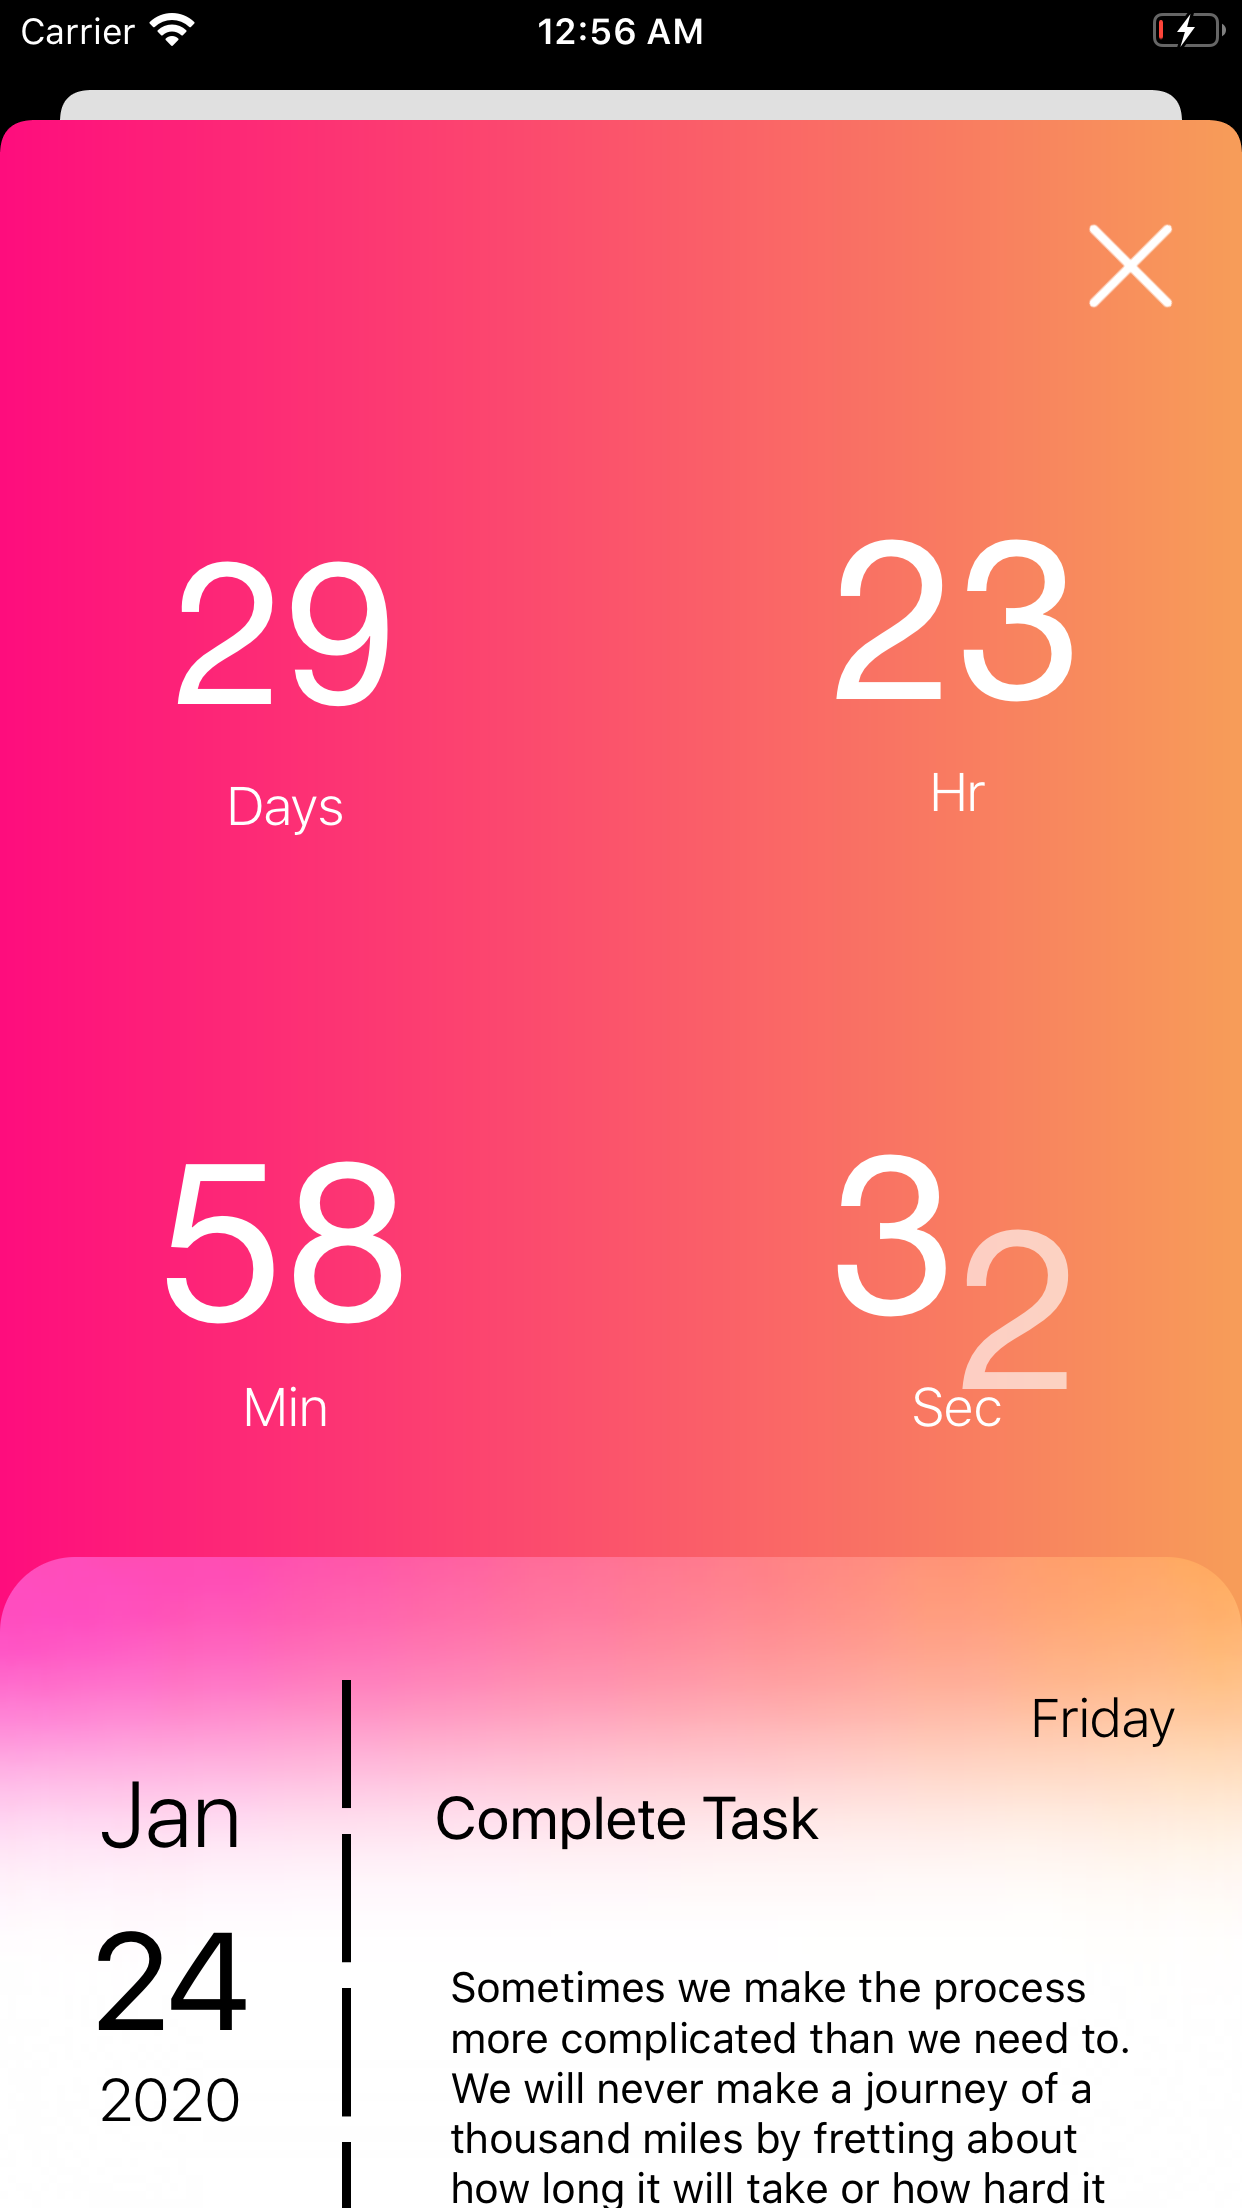 Carrier 12:56 AM
29 23
Days Hr
58 32
Min Sec
Friday
Jan
Complete Task
24
2020
Sometimes we make the process
more complicated than we need to.
We will never make a journey of a
thousand miles by fretting about
how long it will take or how hard it